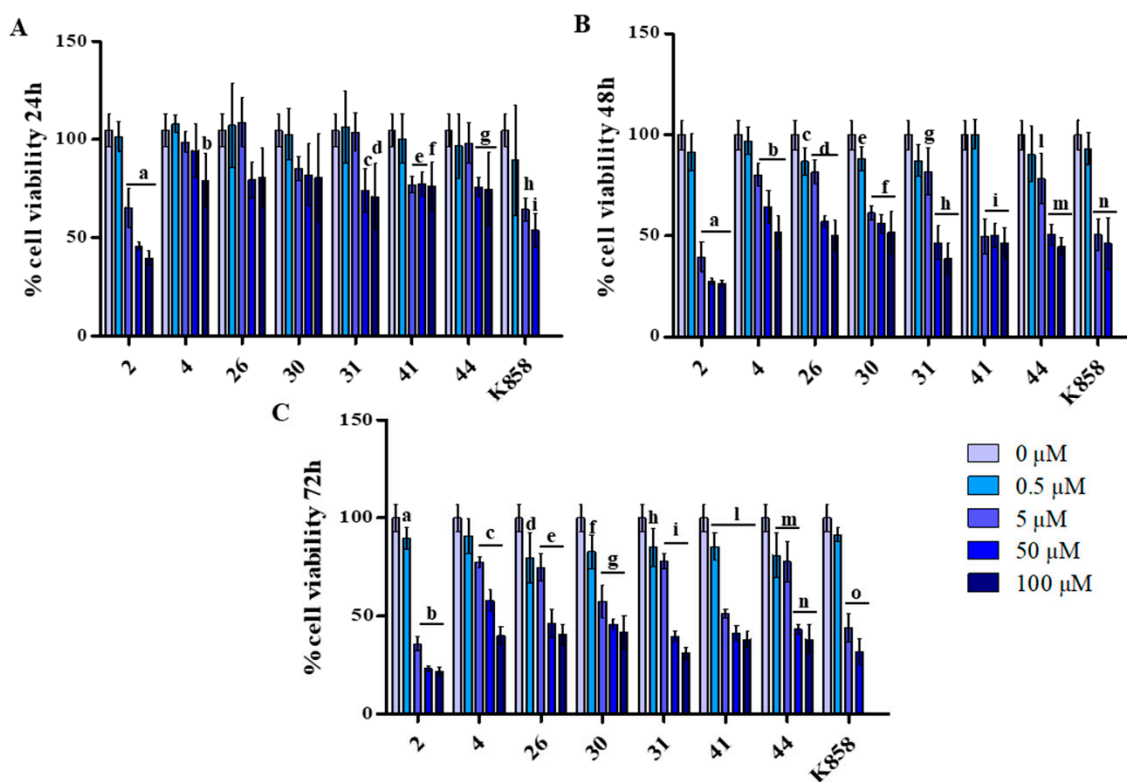 A
% cell viability 24h
150
100
50
0
a
b
c
d
e
f
g
h
i
2
4
26
30
31
41
44
K858
B
% cell viability 48h
150
100
50
0
a
b
c
d
e
f
g
h
i
l
m
n
2
4
26
30
31
41
44
K858
C
% cell viability 72h
150
100
50
0
a
b
c
d
e
f
g
h
i
l
m
n
o
2
4
26
30
31
41
44
K858
0 μM
0.5 μM
5 μM
50 μM
100 μM